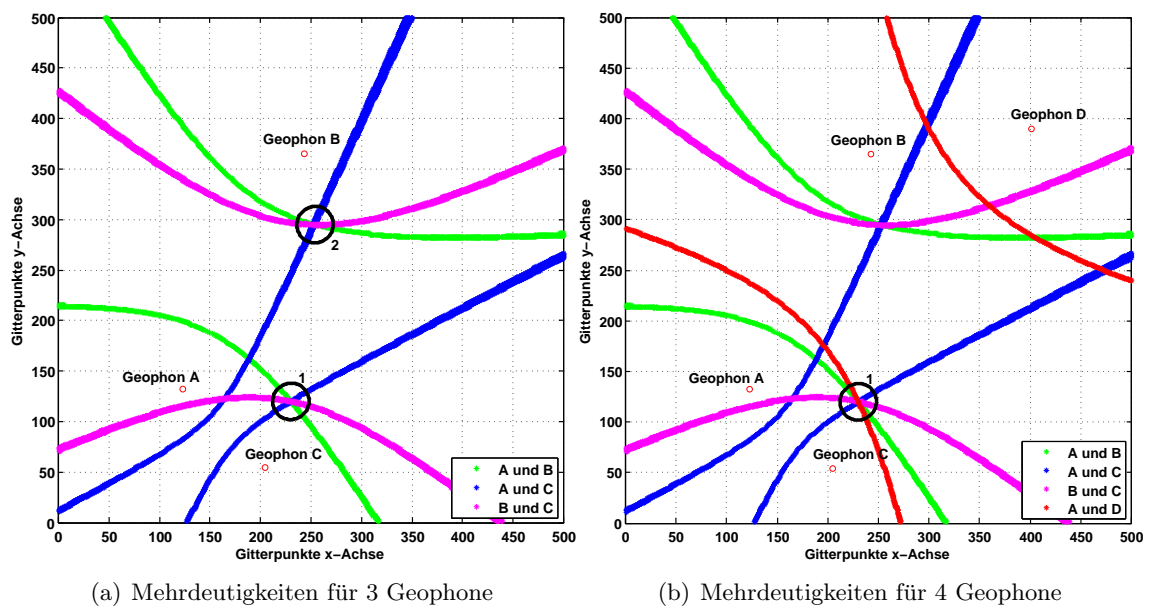 500
450
400
350
300
250
200
150
100
50
0
Gitterpunkte y−Achse
Geophon B
2
Geophon A
1
Geophon C
A und B
A und C
B und C
0 50 100 150 200 250 300 350 400 450 500
Gitterpunkte x−Achse
(a) Mehrdeutigkeiten für 3 Geophone
500
450
400
350
300
250
200
150
100
50
0
Gitterpunkte y−Achse
Geophon D
Geophon B
Geophon A
1
Geophon C
A und B
A und C
B und C
A und D
0 50 100 150 200 250 300 350 400 450 500
Gitterpunkte x−Achse
(b) Mehrdeutigkeiten für 4 Geophone